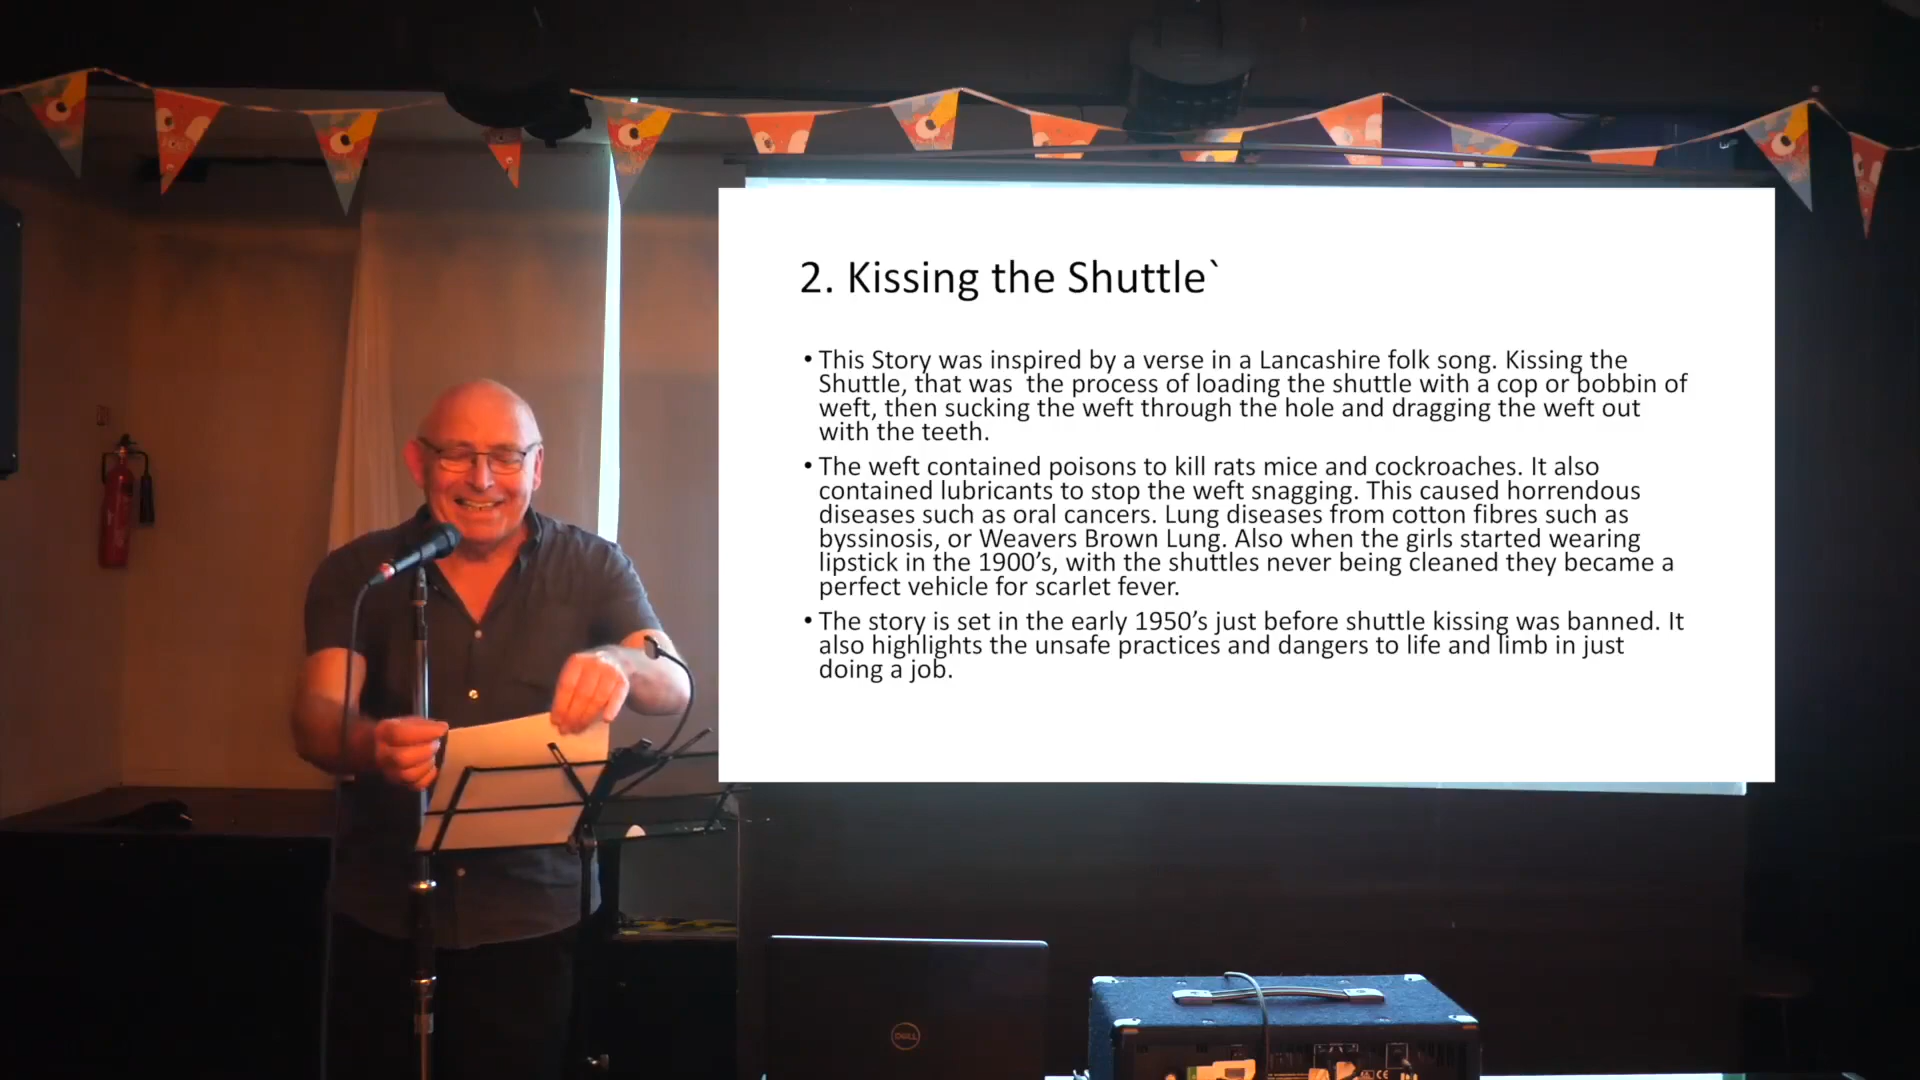 2. Kissing the Shuttle`
• This Story was inspired by a verse in a Lancashire folk song. Kissing the
Shuttle, that was  the process of loading the shuttle with a cop or bobbin of
weft, then sucking the weft through the hole and dragging the weft out
with the teeth.
• The weft contained poisons to kill rats mice and cockroaches. It also
contained lubricants to stop the weft snagging. This caused horrendous
diseases such as oral cancers. Lung diseases from cotton fibres such as
byssinosis, or Weavers Brown Lung. Also when the girls started wearing
lipstick in the 1900’s, with the shuttles never being cleaned they became a
perfect vehicle for scarlet fever.
• The story is set in the early 1950’s just before shuttle kissing was banned. It
also highlights the unsafe practices and dangers to life and limb in just
doing a job.
DELL